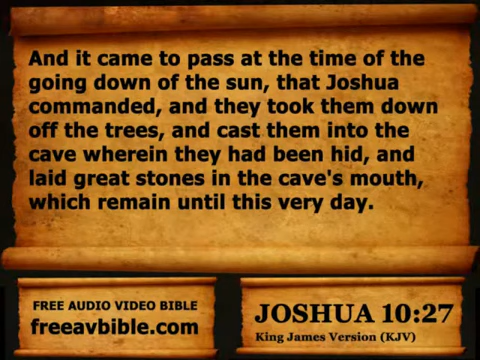 And it came to pass at the time of the
going down of the sun, that Joshua
commanded, and they took them down
off the trees, and cast them into the
cave wherein they had been hid, and
laid great stones in the cave's mouth,
which remain until this very day.
FREE AUDIO VIDEO BIBLE
freeavbible.com
JOSHUA 10:27
King James Version (KJV)